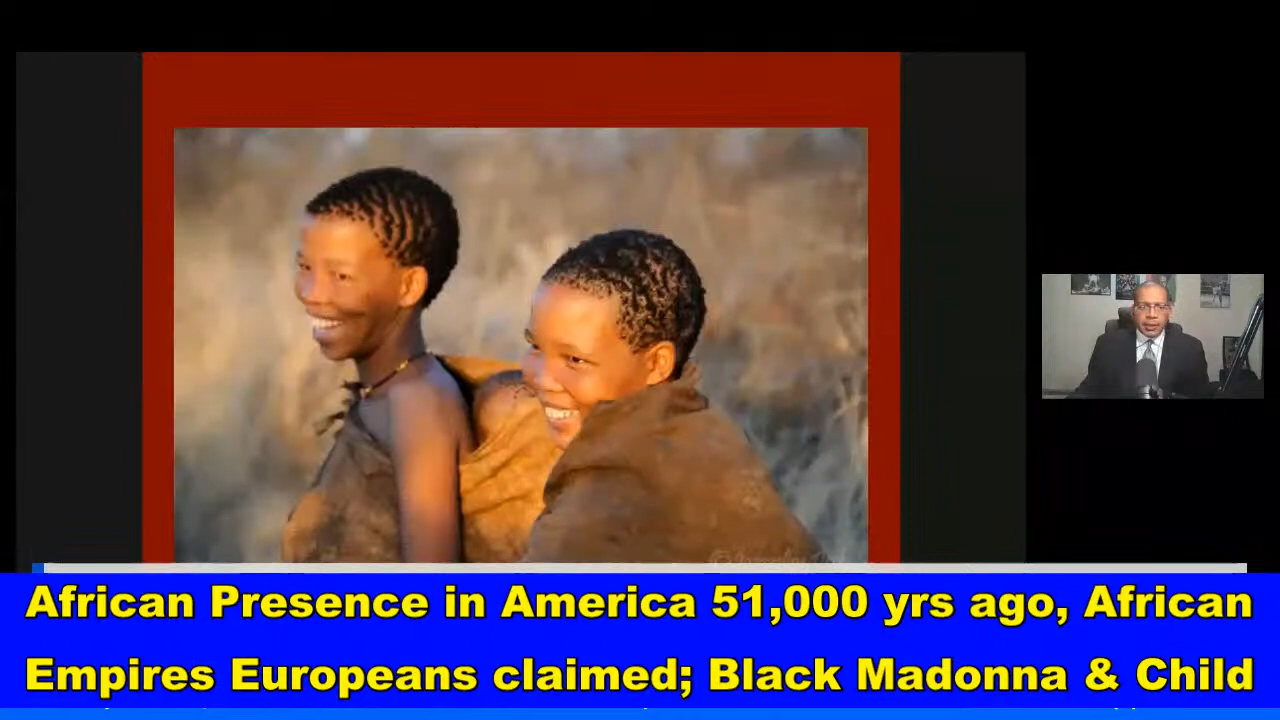 African Presence in America 51,000 yrs ago, African
Empires Europeans claimed; Black Madonna & Child